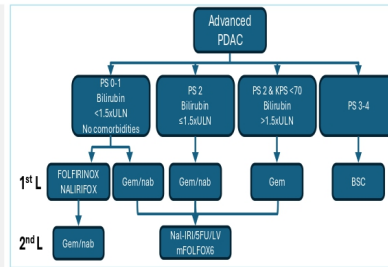 Advanced
PDAC
PS 0-1
Bilirubin
<1.5xULN
No comorbidities
PS 2
Bilirubin
≤1.5xULN
PS 2 & KPS <70
Bilirubin
>1.5xULN
PS 3-4
1st L
FOLFIRINOX
NALIRIFOX
Gem/nab
Gem/nab
Gem
BSC
2nd L
Gem/nab
Nal-IRI/5FU/LV
mFOLFOX6